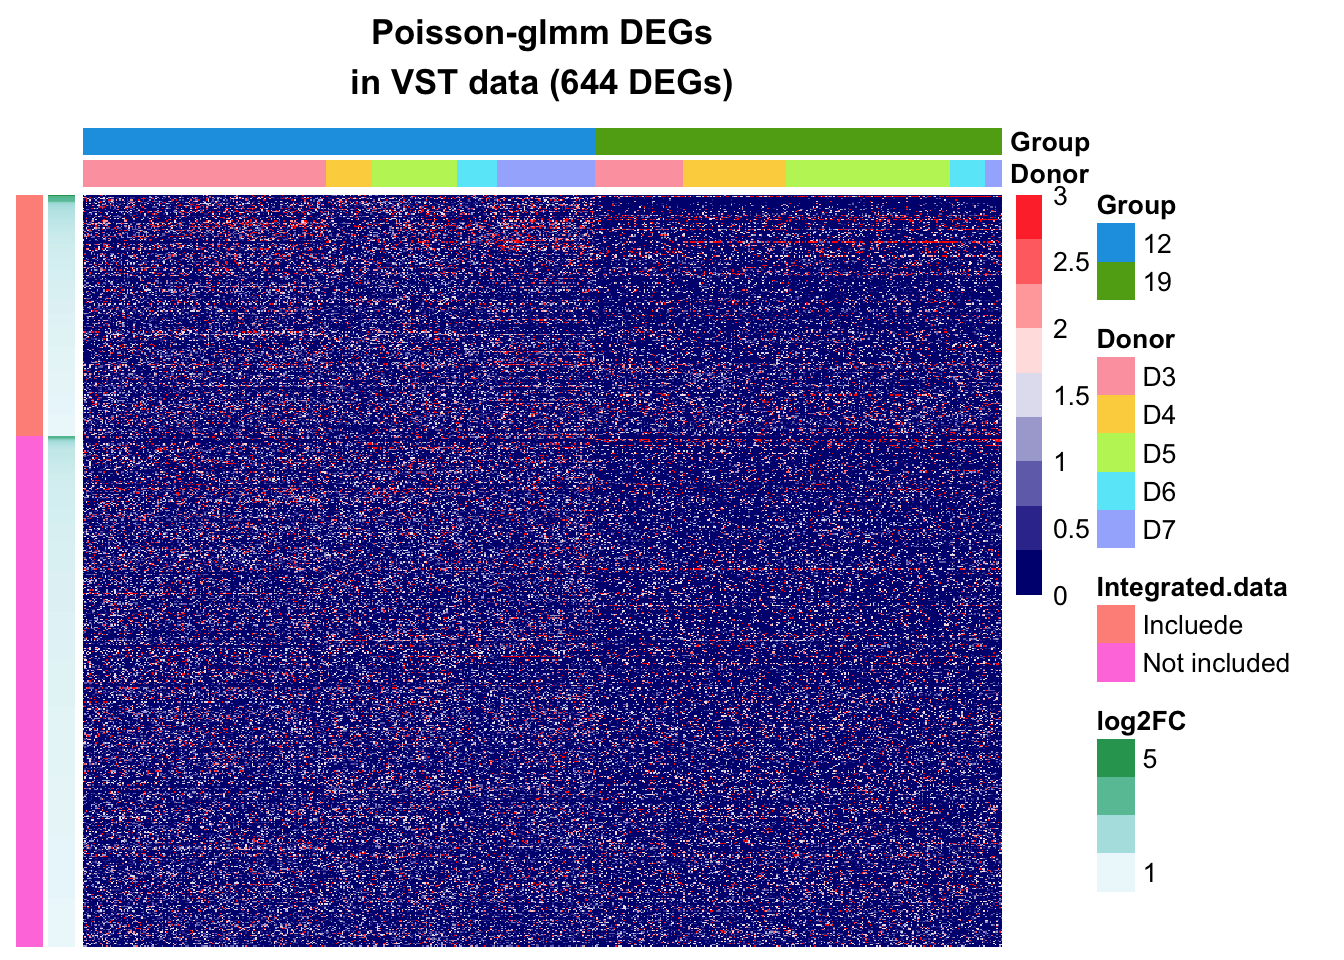 Poisson-glmm DEGs
in VST data (644 DEGs)
Group
Donor
3
2.5
2
1.5
1
0.5
0
Group
12
19
Donor
D3
D4
D5
D6
D7
Integrated.data
Incluede
Not included
log2FC
5
1